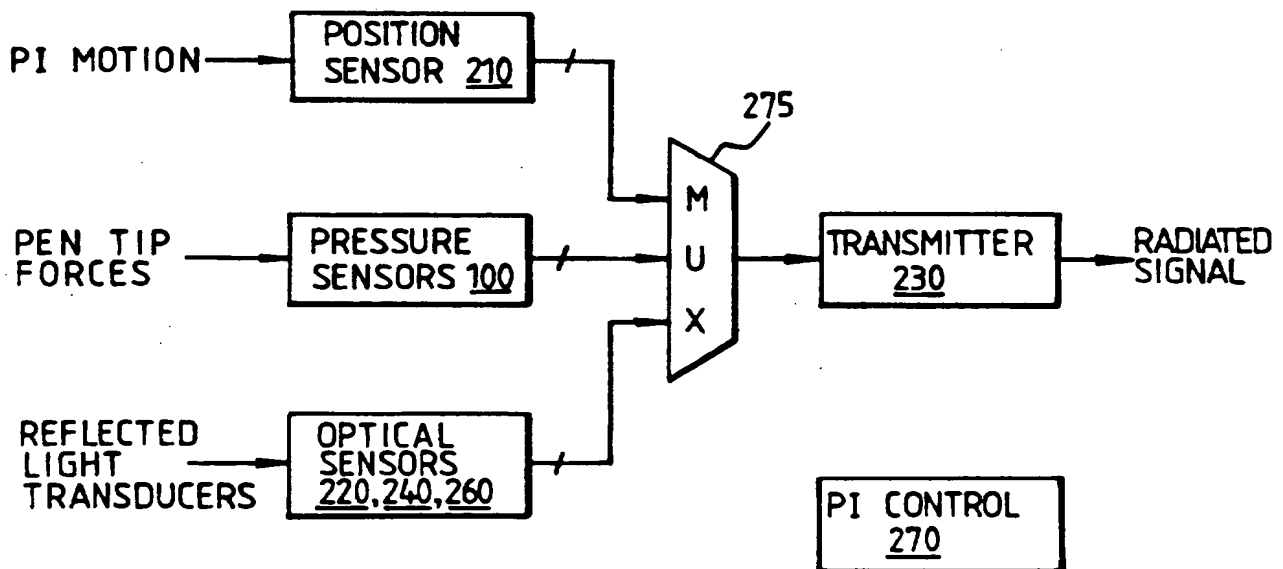 PI MOTION
POSITION
SENSOR 210
275
PEN TIP
FORCES
PRESSURE
SENSORS 100
M
U
X
TRANSMITTER
230
RADIATED
SIGNAL
REFLECTED
LIGHT
TRANSDUCERS
OPTICAL
SENSORS
220, 240, 260
PI CONTROL
270